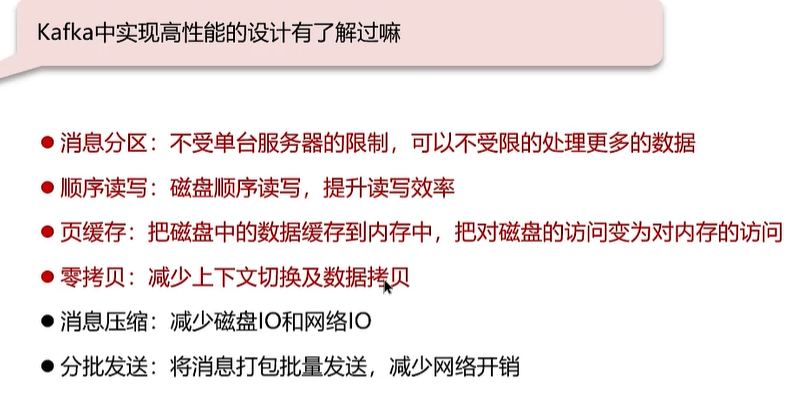 Kafka中实现高性能的设计有了解过嘛
●消息分区：不受单台服务器的限制，可以不受限的处理更多的数据
●顺序读写：磁盘顺序读写，提升读写效率
●页缓存：把磁盘中的数据缓存到内存中，把对磁盘的访问变为对内存的访问
●零拷贝：减少上下文切换及数据拷贝
●消息压缩：减少磁盘IO和网络IO
●分批发送：将消息打包批量发送，减少网络开销